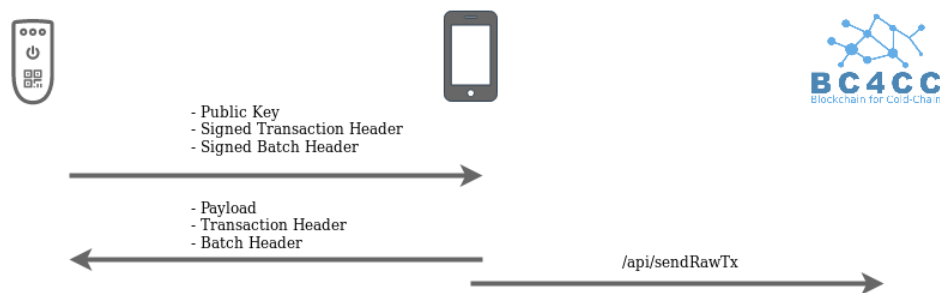 BC4CC
Blockchain for Cold-Chain
- Public Key
- Signed Transaction Header
- Signed Batch Header
- Payload
- Transaction Header
- Batch Header
/api/sendRawTx